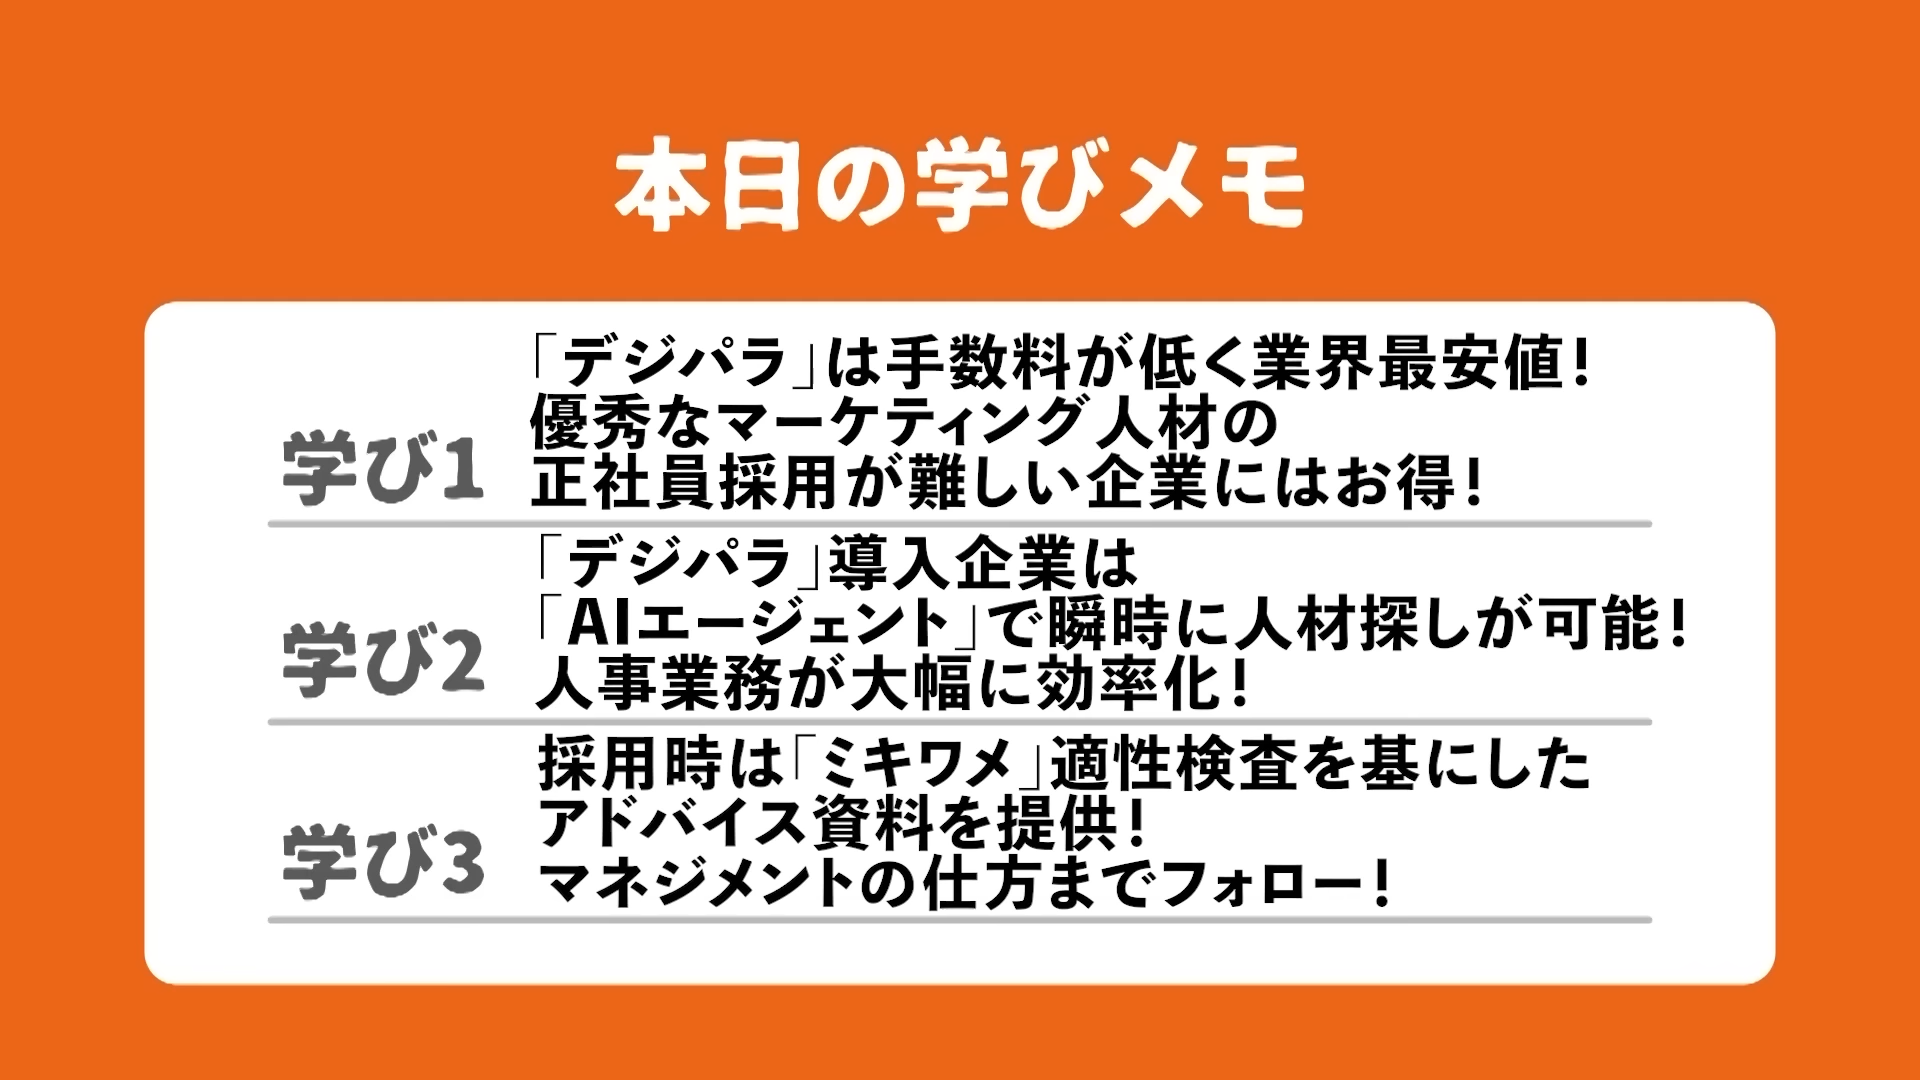 本日の学びメモ
学び1
「デジパラ」は手数料が低く業界最安値!
優秀なマーケティング人材の
正社員採用が難しい企業にはお得!
学び2
「デジパラ」導入企業は
「AIエージェント」で瞬時に人材探しが可能!
人事業務が大幅に効率化!
学び3
採用時は「ミキワメ」適性検査を基にした
アドバイス資料を提供!
マネジメントの仕方までフォロー!